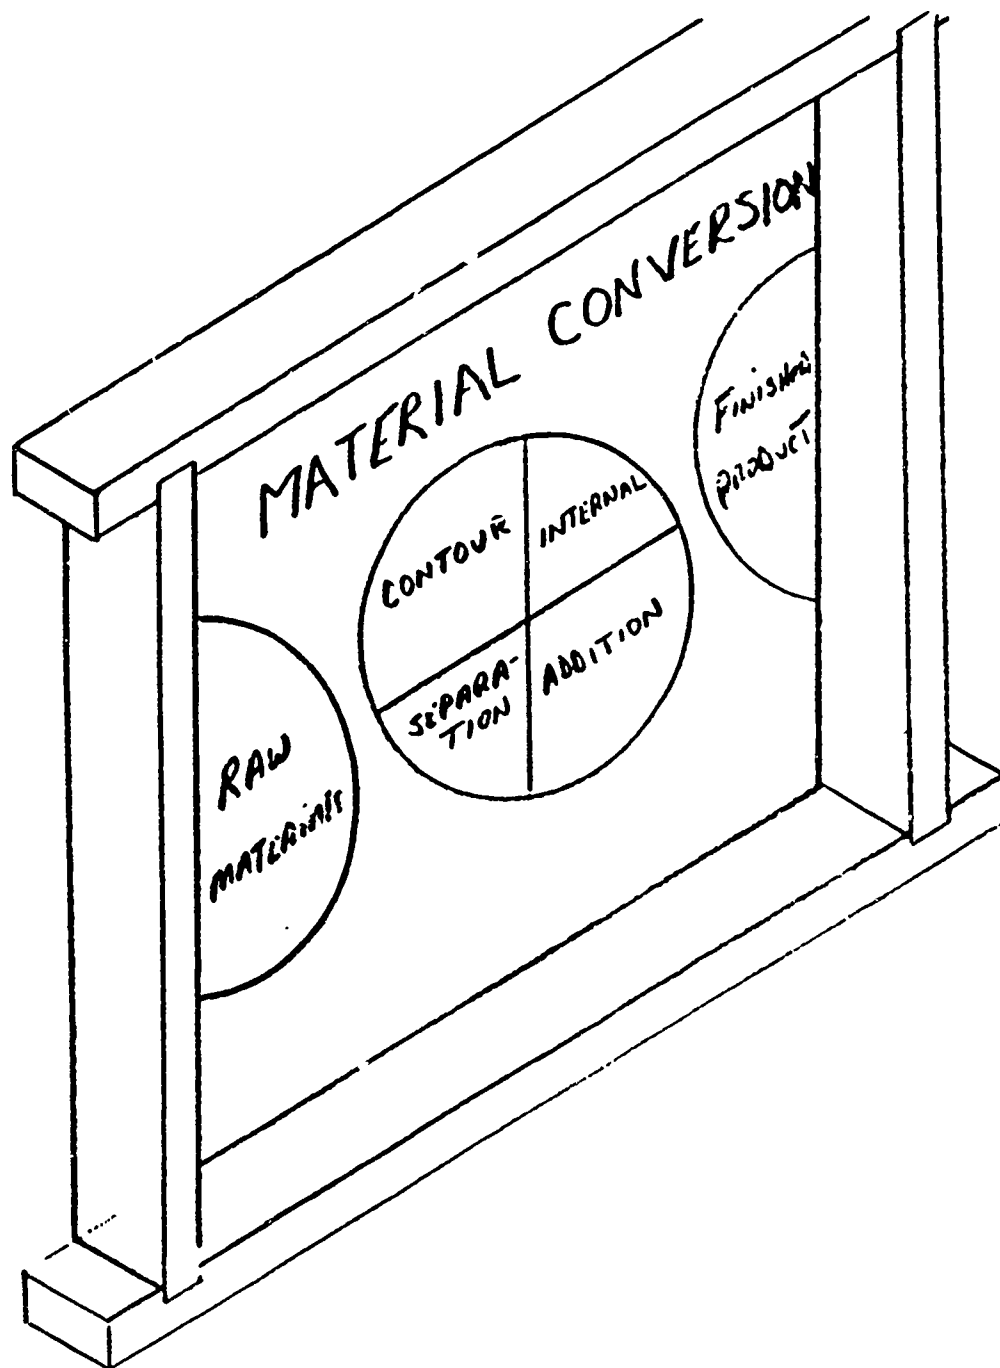 MATERIAL CONVERSION
CONTOUR
INTERNAL
SEPARA-
TION
ADDITION
RAW
MATERIALS
FINISHED
PRODUCT